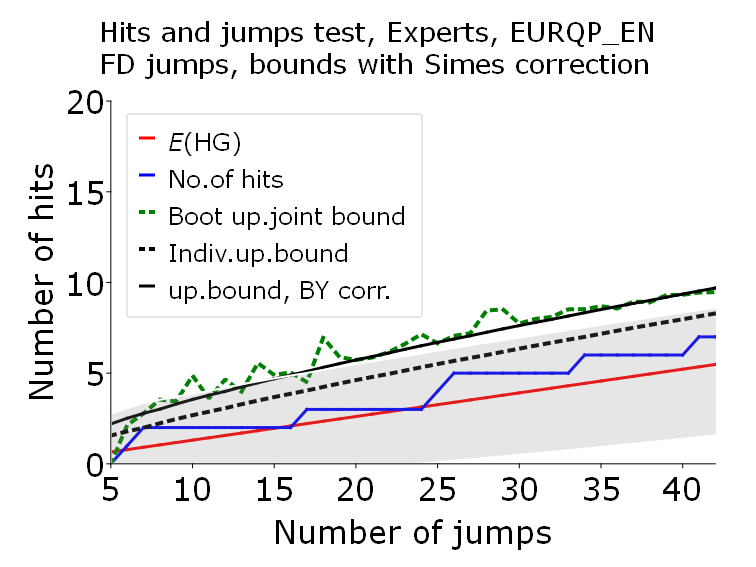 Hits and jumps test, Experts, EURQP_EN
FD jumps, bounds with Simes correction
Number of hits
20
15
10
5
0
E(HG)
No.of hits
Boot up.joint bound
Indiv.up.bound
up.bound, BY corr.
5 10 15 20 25 30 35 40
Number of jumps